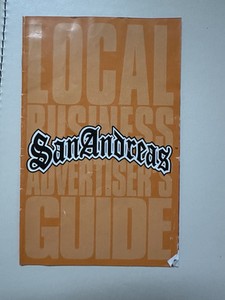 LOCAL
BUSINESS
San Andreas
ADVERTISER'S
GUIDE